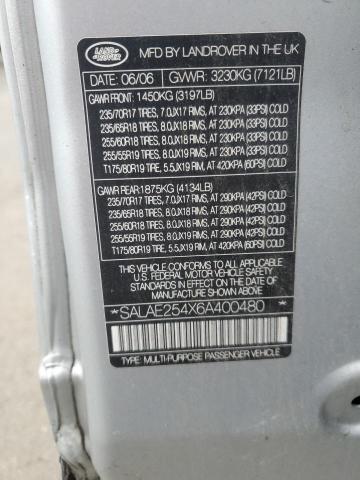 LAND
ROVER
MFD BY LANDROVER IN THE UK
DATE: 06/06 GVWR: 3230KG (7121LB)
GAWR FRONT: 1450KG (3197LB)
235/70R17 TIRES, 7.0JX17 RIMS, AT 230KPA (33PSI) COLD
235/65R18 TIRES, 8.0JX18 RIMS, AT 230KPA (33PSI) COLD
255/60R18 TIRES, 8.0JX18 RIMS, AT 230KPA (33PSI) COLD
255/55R19 TIRES, 8.0JX19 RIMS, AT 230KPA (33PSI) COLD
T175/80R19 TIRE, 5.5JX19 RIM, AT 420KPA (60PSI) COLD
GAWR REAR: 1875KG (4134LB)
235/70R17 TIRES, 7.0JX17 RIMS, AT 290KPA (42PSI) COLD
235/65R18 TIRES, 8.0JX18 RIMS, AT 290KPA (42PSI) COLD
255/60R18 TIRES, 8.0JX18 RIMS, AT 290KPA (42PSI) COLD
255/55R19 TIRES, 8.0JX19 RIMS, AT 290KPA (42PSI) COLD
T175/80R19 TIRE, 5.5JX19 RIM, AT 420KPA (60PSI) COLD
THIS VEHICLE CONFORMS TO ALL APPLICABLE
U.S. FEDERAL MOTOR VEHICLE SAFETY
STANDARDS IN EFFECT ON THE DATE OF
MANUFACTURE SHOWN ABOVE
*SALAE254X6A400480*
TYPE: MULTI-PURPOSE PASSENGER VEHICLE